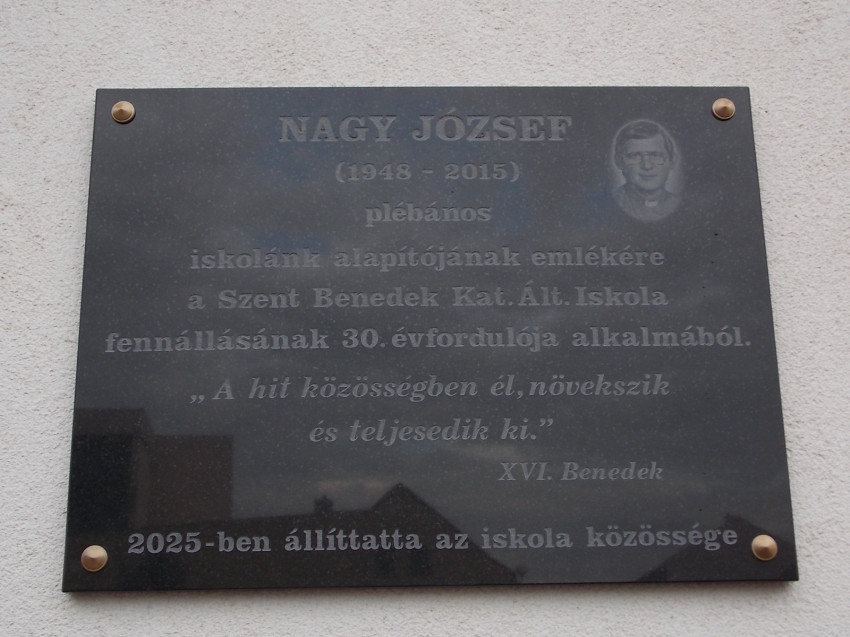 NAGY JÓZSEF
(1948 - 2015)
plébános
iskolánk alapítójának emlékére
a Szent Benedek Kat. Ált. Iskola
fennállásának 30. évfordulója alkalmából.
„A hit közösségben él, növekszik
és teljesedik ki.”
XVI. Benedek
2025-ben állíttatta az iskola közössége